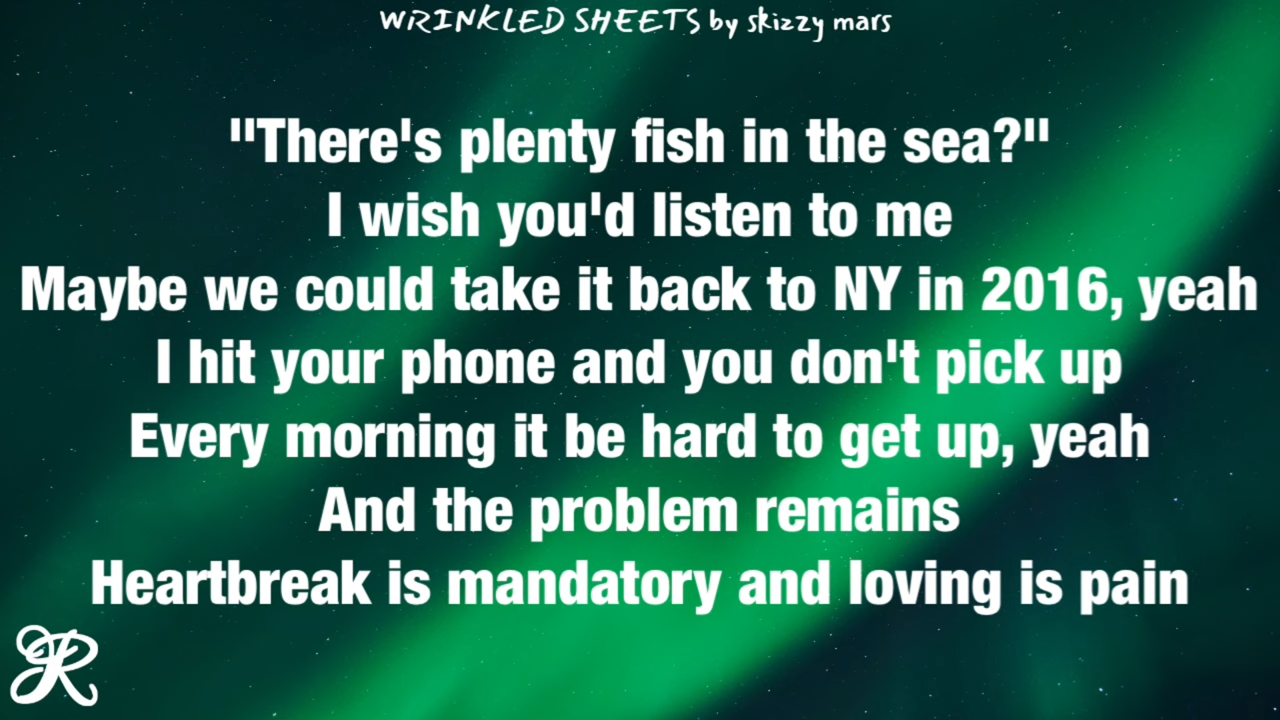 WRINKLED SHEETS by skizzy mars
"There's plenty fish in the sea?"
I wish you'd listen to me
Maybe we could take it back to NY in 2016, yeah
I hit your phone and you don't pick up
Every morning it be hard to get up, yeah
And the problem remains
Heartbreak is mandatory and loving is pain
R